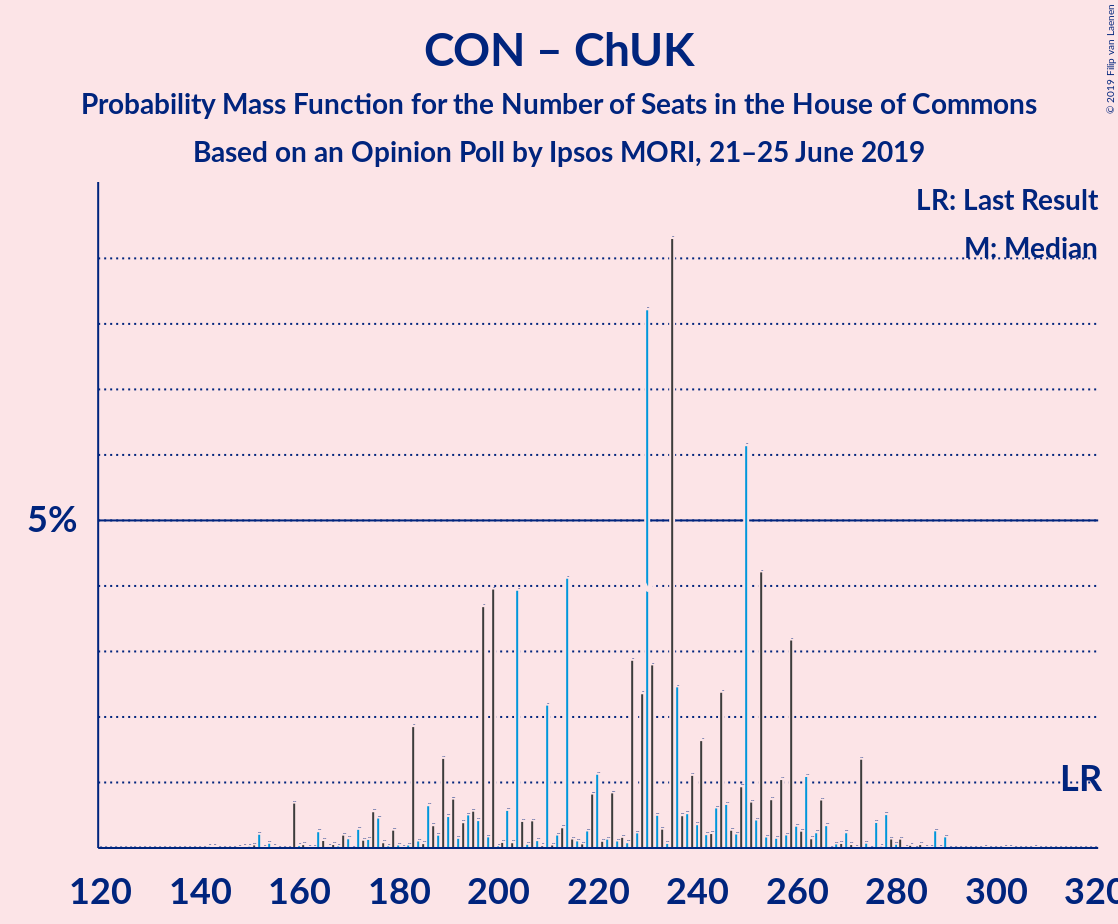 CON – ChUK
Probability Mass Function for the Number of Seats in the House of Commons
Based on an Opinion Poll by Ipsos MORI, 21–25 June 2019
© 2019 Filip van Laenen
LR: Last Result
M: Median
5%
LR
120 140 160 180 200 220 240 260 280 300 320